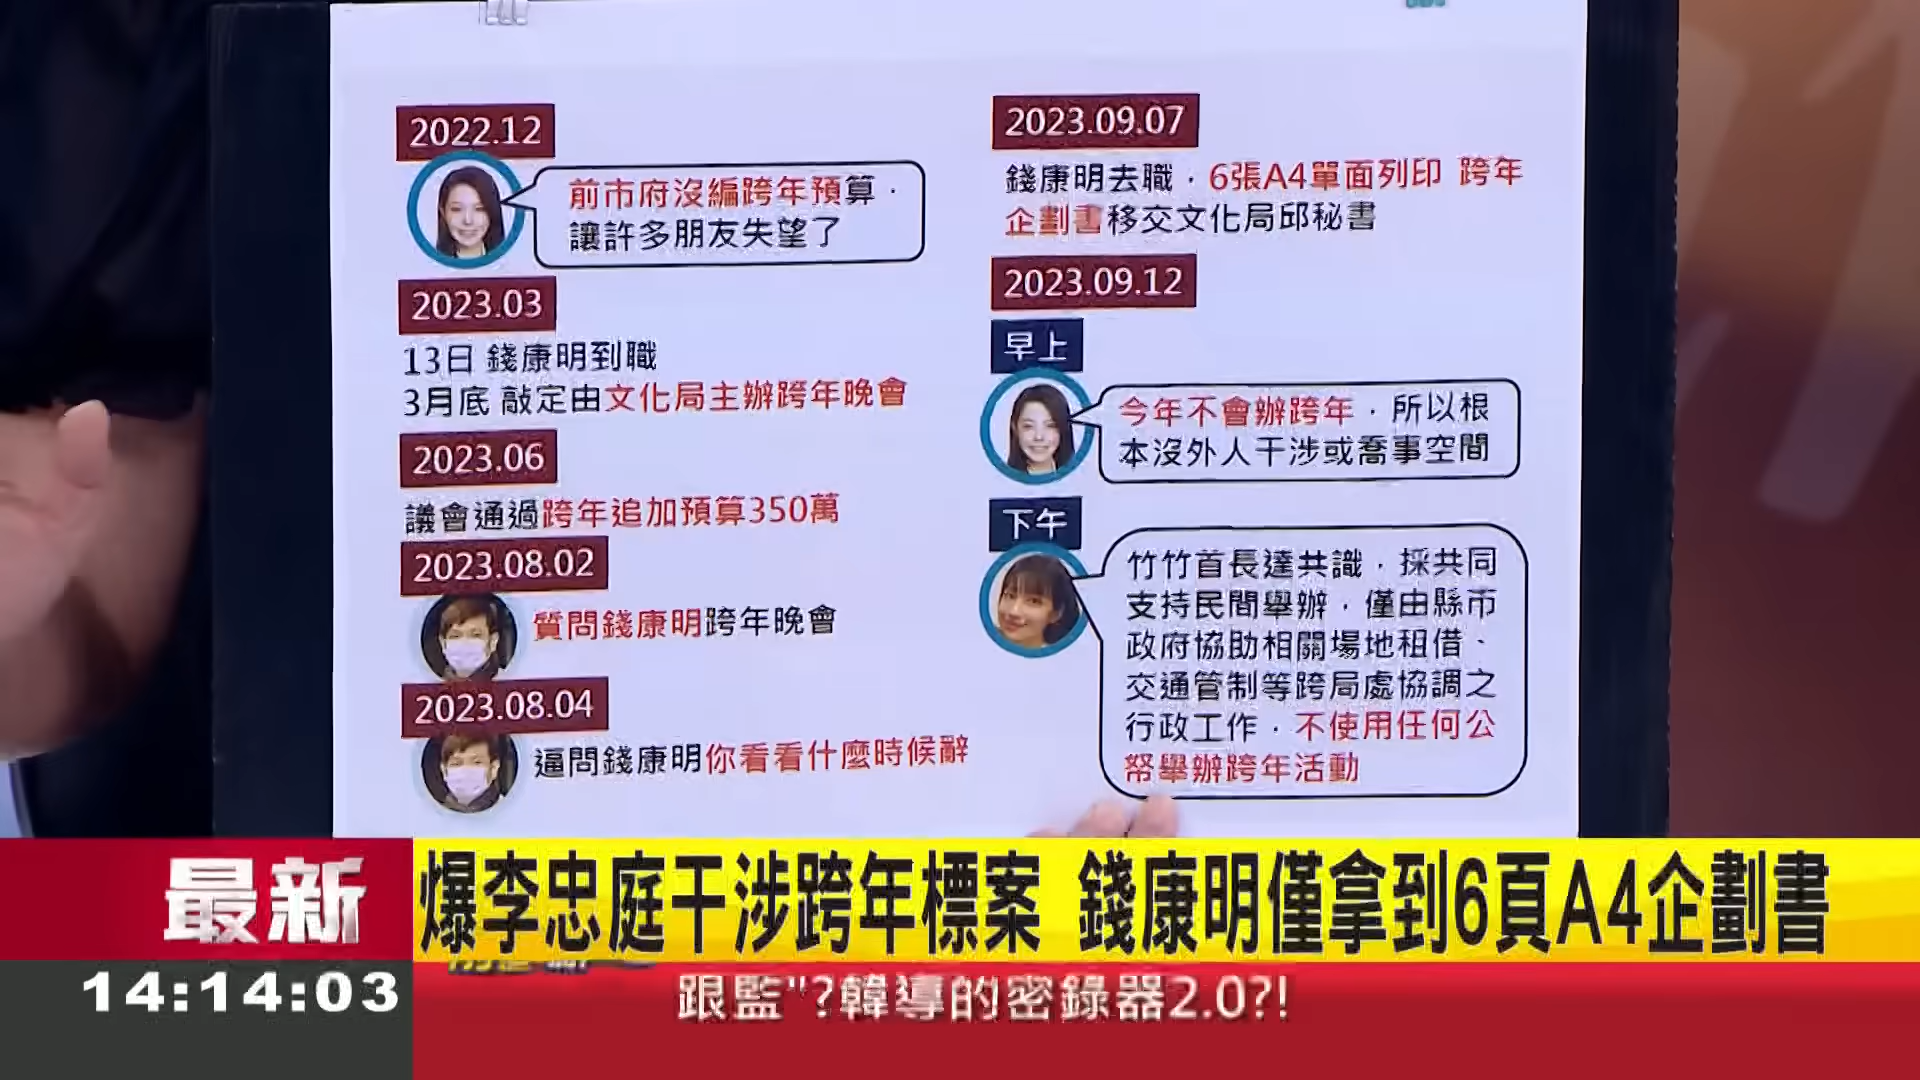 2022.12
前市府沒編跨年預算，
讓許多朋友失望了
2023.03
13日 錢康明到職
3月底 敲定由文化局主辦跨年晚會
2023.06
議會通過跨年追加預算350萬
2023.08.02
質問錢康明跨年晚會
2023.08.04
逼問錢康明你看看什麼時候辭
2023.09.07
錢康明去職，6張A4單面列印 跨年
企劃書移交文化局邱秘書
2023.09.12
早上
今年不會辦跨年，所以根
本沒外人干涉或喬事空間
下午
竹竹首長達共識，採共同
支持民間舉辦，僅由縣市
政府協助相關場地租借、
交通管制等跨局處協調之
行政工作，不使用任何公
帑舉辦跨年活動
最新
爆李忠庭干涉跨年標案 錢康明僅拿到6頁A4企劃書
14:14:03
跟監"?韓導的密錄器2.0?!